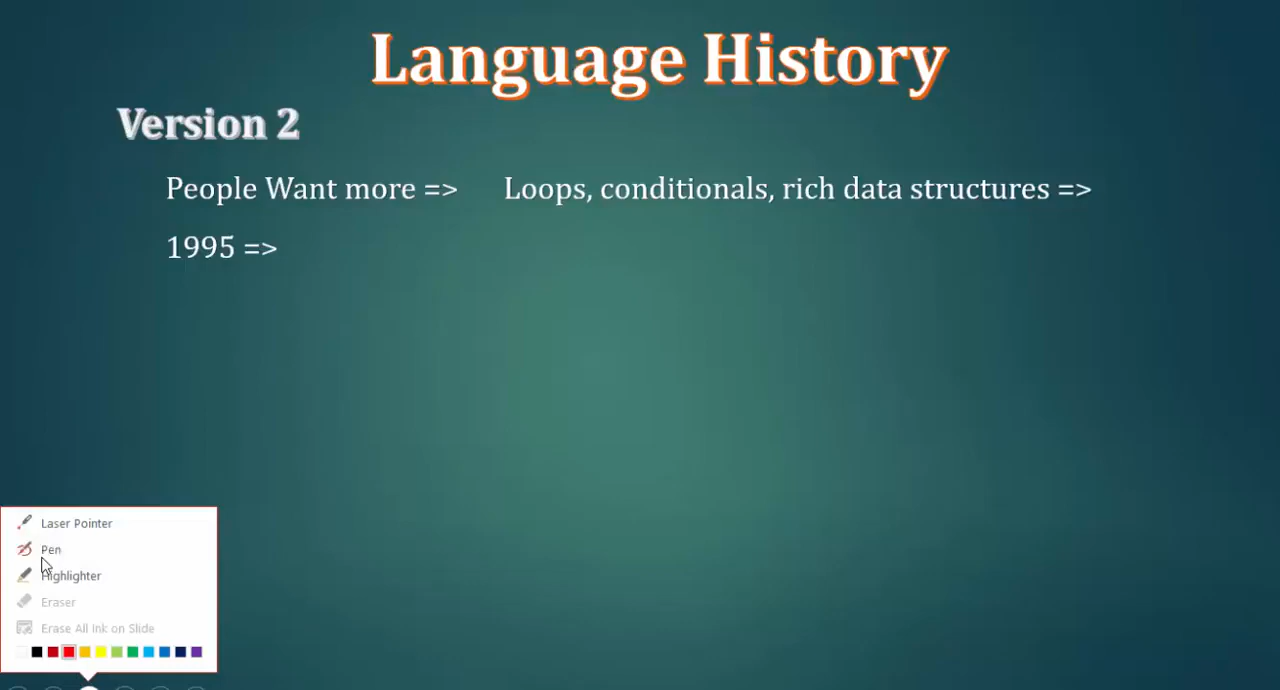 Language History
Version 2
People Want more => Loops, conditionals, rich data structures =>
1995 =>
Laser Pointer
Pen
Highlighter
Eraser
Erase All Ink on Slide